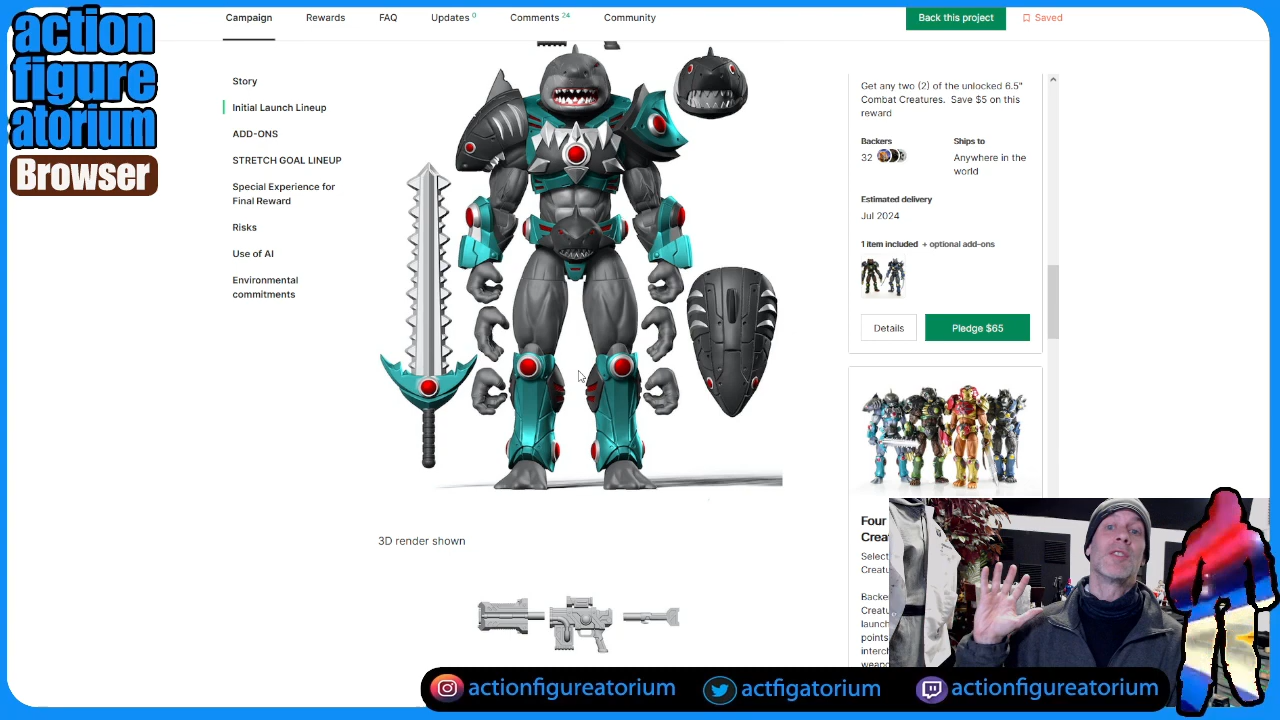 action
figure
atorium
Browser
Campaign
Rewards
FAQ
Updates 0
Comments 24
Community
Back this project
Saved
Story
Initial Launch Lineup
ADD-ONS
STRETCH GOAL LINEUP
Special Experience for
Final Reward
Risks
Use of AI
Environmental
commitments
3D render shown
Get any two (2) of the unlocked 6.5"
Combat Creatures. Save $5 on this
reward
Backers
32
Ships to
Anywhere in the
world
Estimated delivery
Jul 2024
1 item included + optional add-ons
Details
Pledge $65
Four
Crea
Select
Creatu
Backe
Creatu
launch
points
interch
weap
actionfigureatorium
actfigatorium
actionfigureatorium